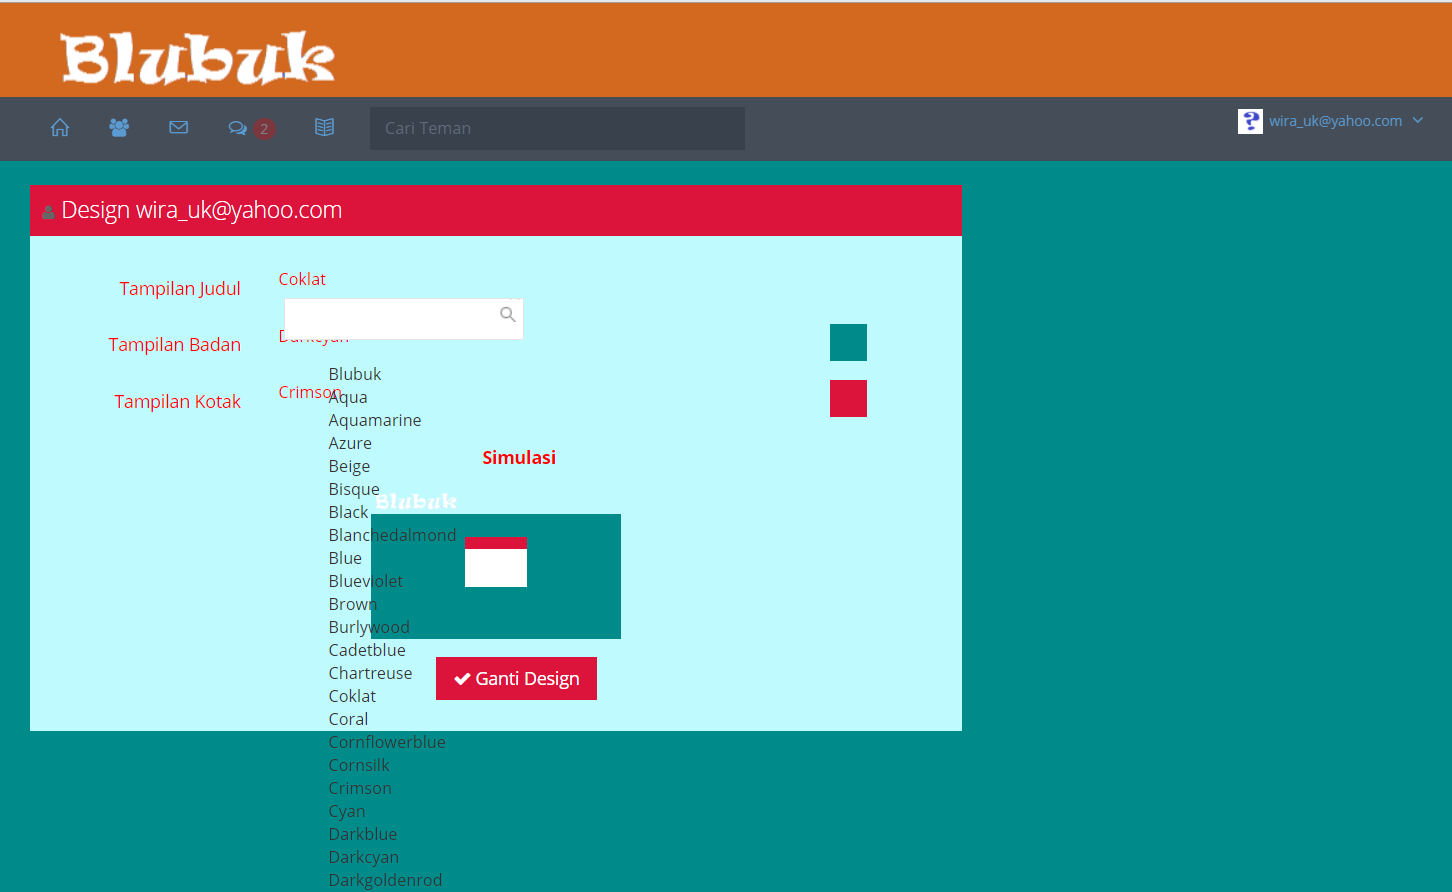 Blubuk
2
Cari Teman
wira_uk@yahoo.com
Design wira_uk@yahoo.com
Tampilan Judul
Coklat
Tampilan Badan
Darkcyan
Tampilan Kotak
Crimson
Blubuk
Aqua
Aquamarine
Azure
Beige
Bisque
Black
Blanchedalmond
Blue
Blueviolet
Brown
Burlywood
Cadetblue
Chartreuse
Coklat
Coral
Cornflowerblue
Cornsilk
Crimson
Cyan
Darkblue
Darkcyan
Darkgoldenrod
Simulasi
Blubuk
Ganti Design